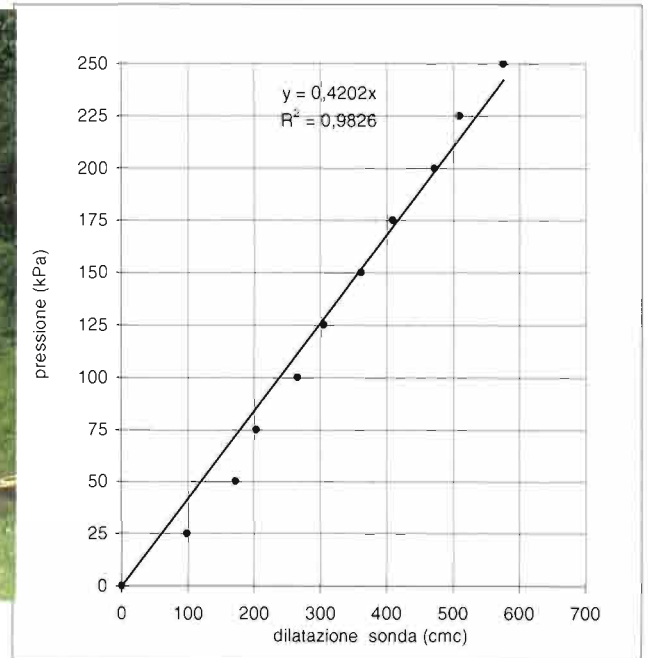 250
225
200
175
150
125
100
75
50
25
0
pressione (kPa)
y = 0,4202x
R² = 0,9826
0 100 200 300 400 500 600 700
dilatazione sonda (cmc)